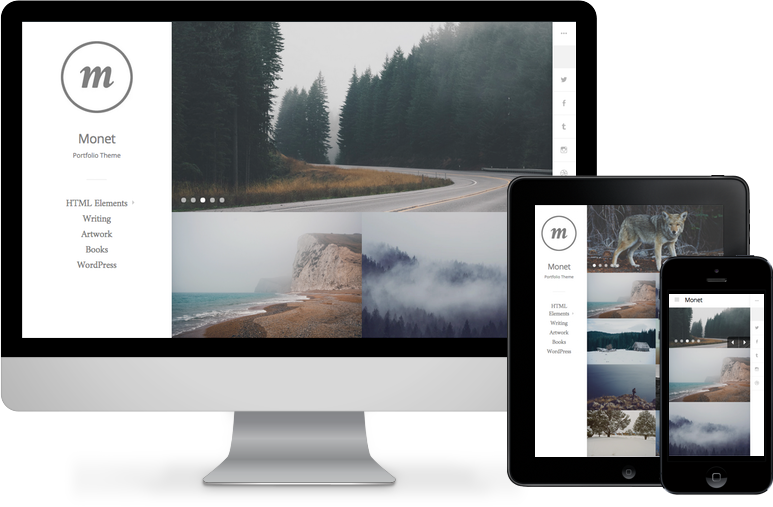 m
Monet
Portfolio Theme
HTML Elements ›
Writing
Artwork
Books
WordPress
f
t
m
Monet
Portfolio Theme
HTML
Elements ›
Writing
Artwork
Books
WordPress
Monet
f
t